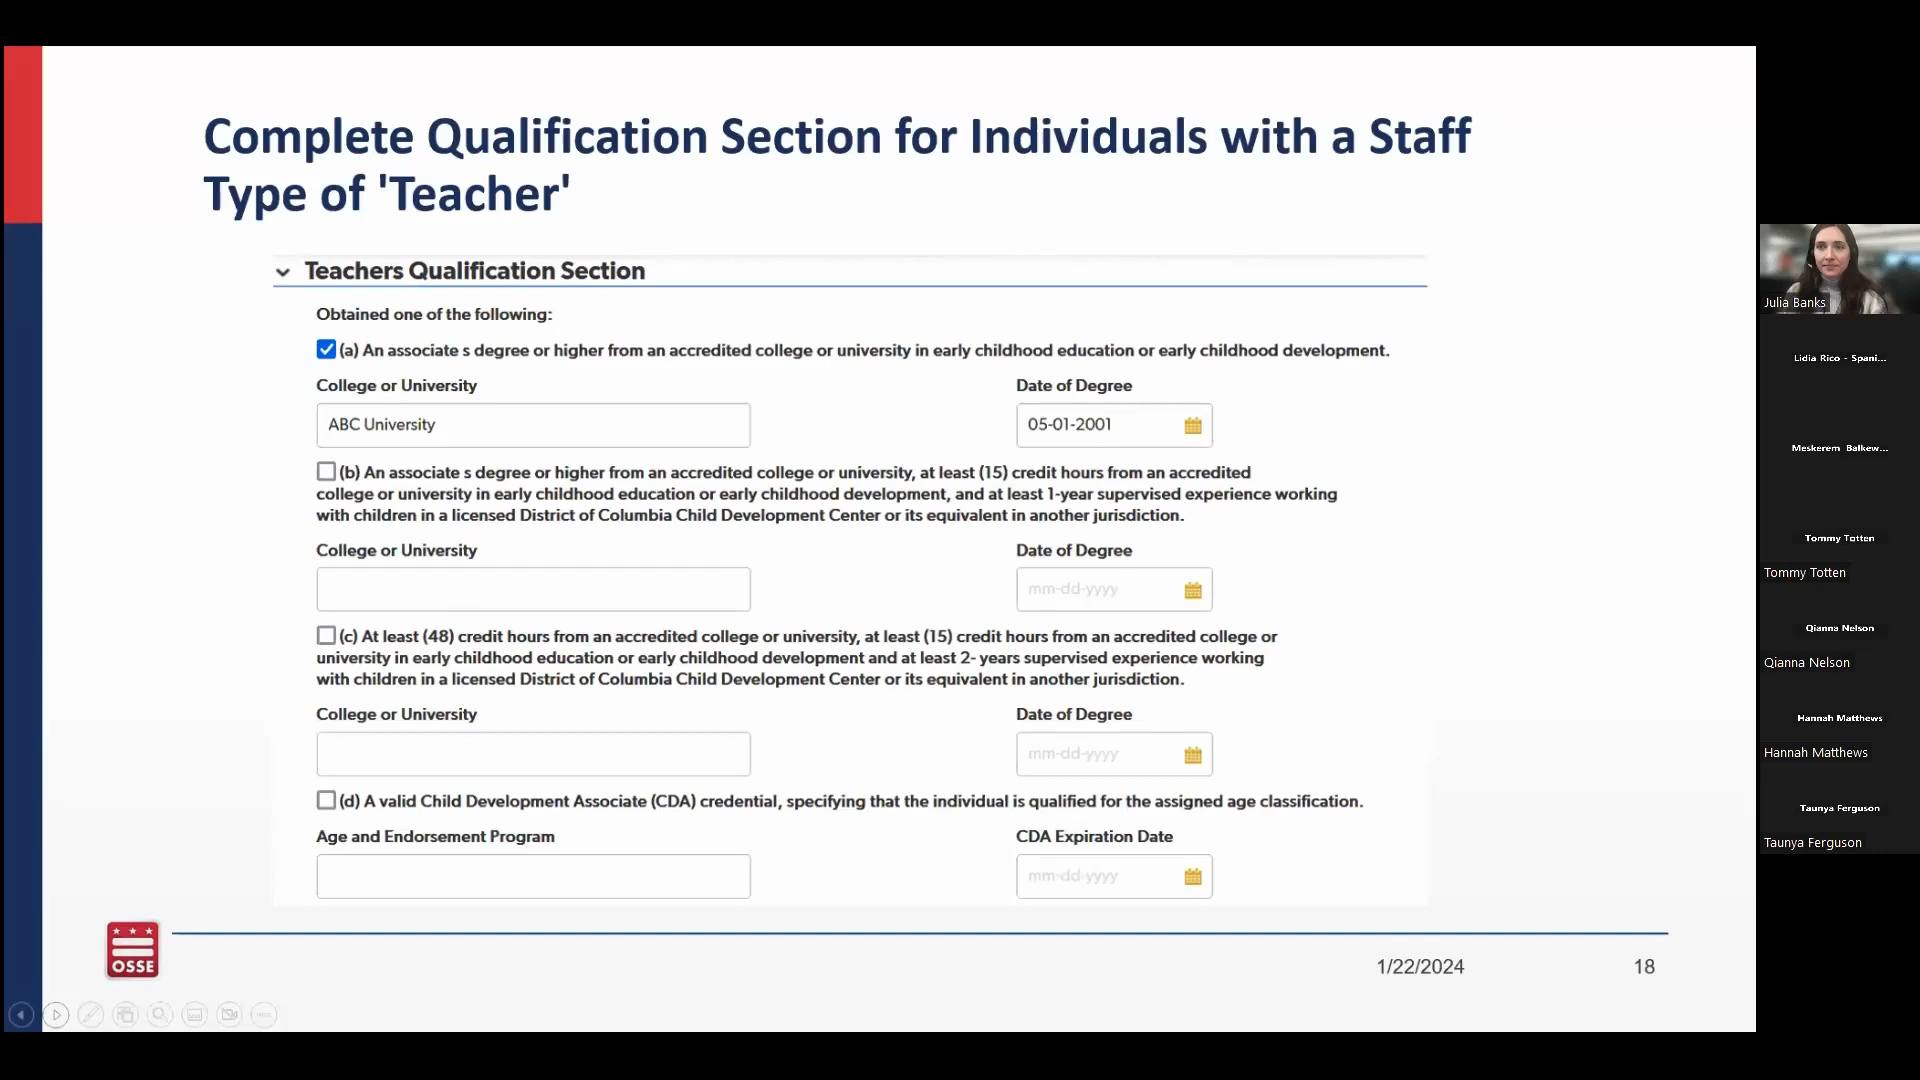 Complete Qualification Section for Individuals with a Staff
Type of 'Teacher'
Teachers Qualification Section
Obtained one of the following:
(a) An associate s degree or higher from an accredited college or university in early childhood education or early childhood development.
College or University
Date of Degree
ABC University
05-01-2001
(b) An associate s degree or higher from an accredited college or university, at least (15) credit hours from an accredited
college or university in early childhood education or early childhood development, and at least 1-year supervised experience working
with children in a licensed District of Columbia Child Development Center or its equivalent in another jurisdiction.
College or University
Date of Degree
mm-dd-yyyy
(c) At least (48) credit hours from an accredited college or university, at least (15) credit hours from an accredited college or
university in early childhood education or early childhood development and at least 2- years supervised experience working
with children in a licensed District of Columbia Child Development Center or its equivalent in another jurisdiction.
College or University
Date of Degree
mm-dd-yyyy
(d) A valid Child Development Associate (CDA) credential, specifying that the individual is qualified for the assigned age classification.
Age and Endorsement Program
CDA Expiration Date
mm-dd-yyyy
OSSE
1/22/2024
18
Julia Banks
Lidia Rico - Spani...
Meskerem Balkew...
Tommy Totten
Tommy Totten
Qianna Nelson
Qianna Nelson
Hannah Matthews
Hannah Matthews
Taunya Ferguson
Taunya Ferguson